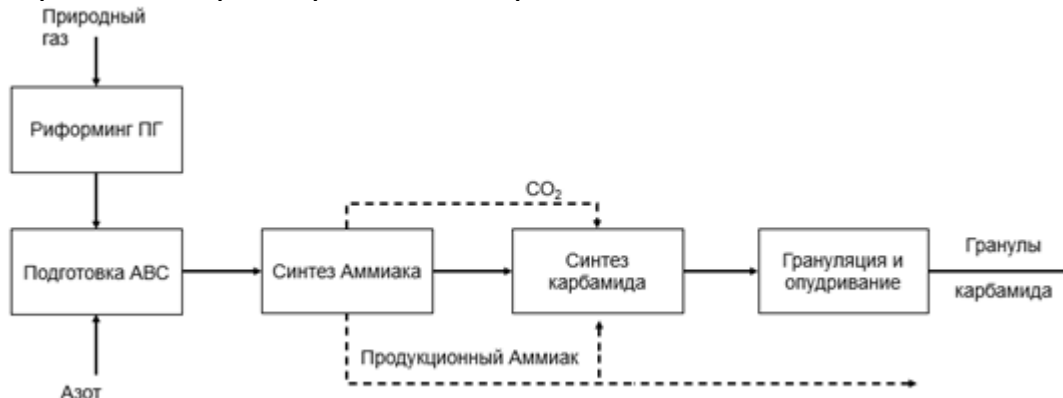 Природный
газ
Риформинг ПГ
CO₂
Подготовка АВС
Синтез Аммиака
Синтез
карбамида
Грануляция и
опудривание
Гранулы
карбамида
Продукционный Аммиак
Азот